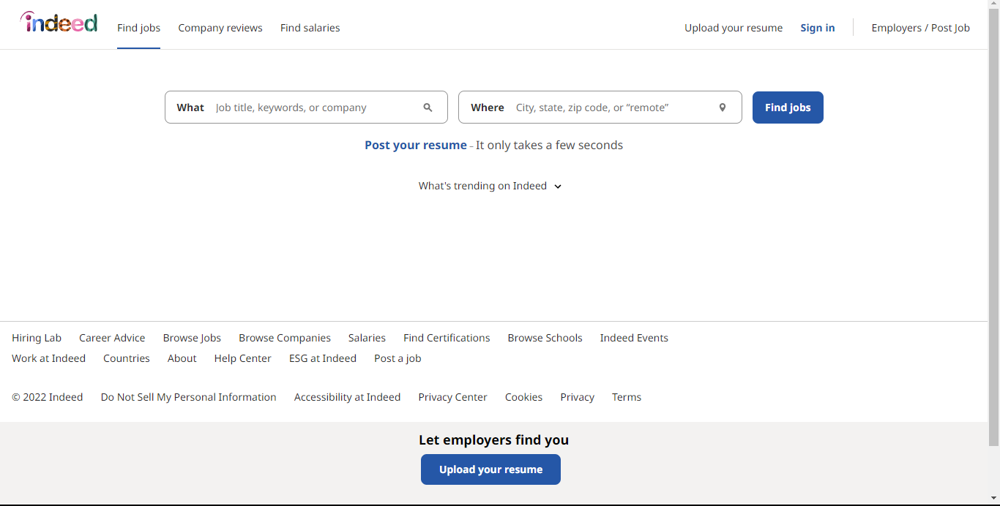 indeed Find jobs Company reviews Find salaries Upload your resume Sign in Employers / Post Job
What Job title, keywords, or company Where City, state, zip code, or “remote” Find jobs
Post your resume - It only takes a few seconds
What's trending on Indeed
Hiring Lab Career Advice Browse Jobs Browse Companies Salaries Find Certifications Browse Schools Indeed Events
Work at Indeed Countries About Help Center ESG at Indeed Post a job
© 2022 Indeed Do Not Sell My Personal Information Accessibility at Indeed Privacy Center Cookies Privacy Terms
Let employers find you
Upload your resume